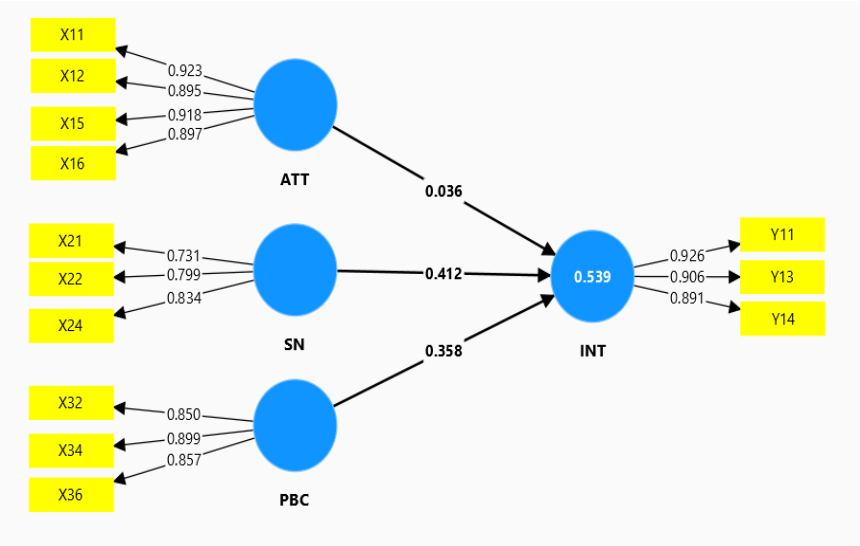 X11
X12
X15
X16
0.923
0.895
0.918
0.897
ATT
0.036
X21
X22
X24
0.731
0.799
0.834
SN
0.412
X32
X34
X36
0.850
0.899
0.857
PBC
0.358
0.539
INT
0.926
0.906
0.891
Y11
Y13
Y14